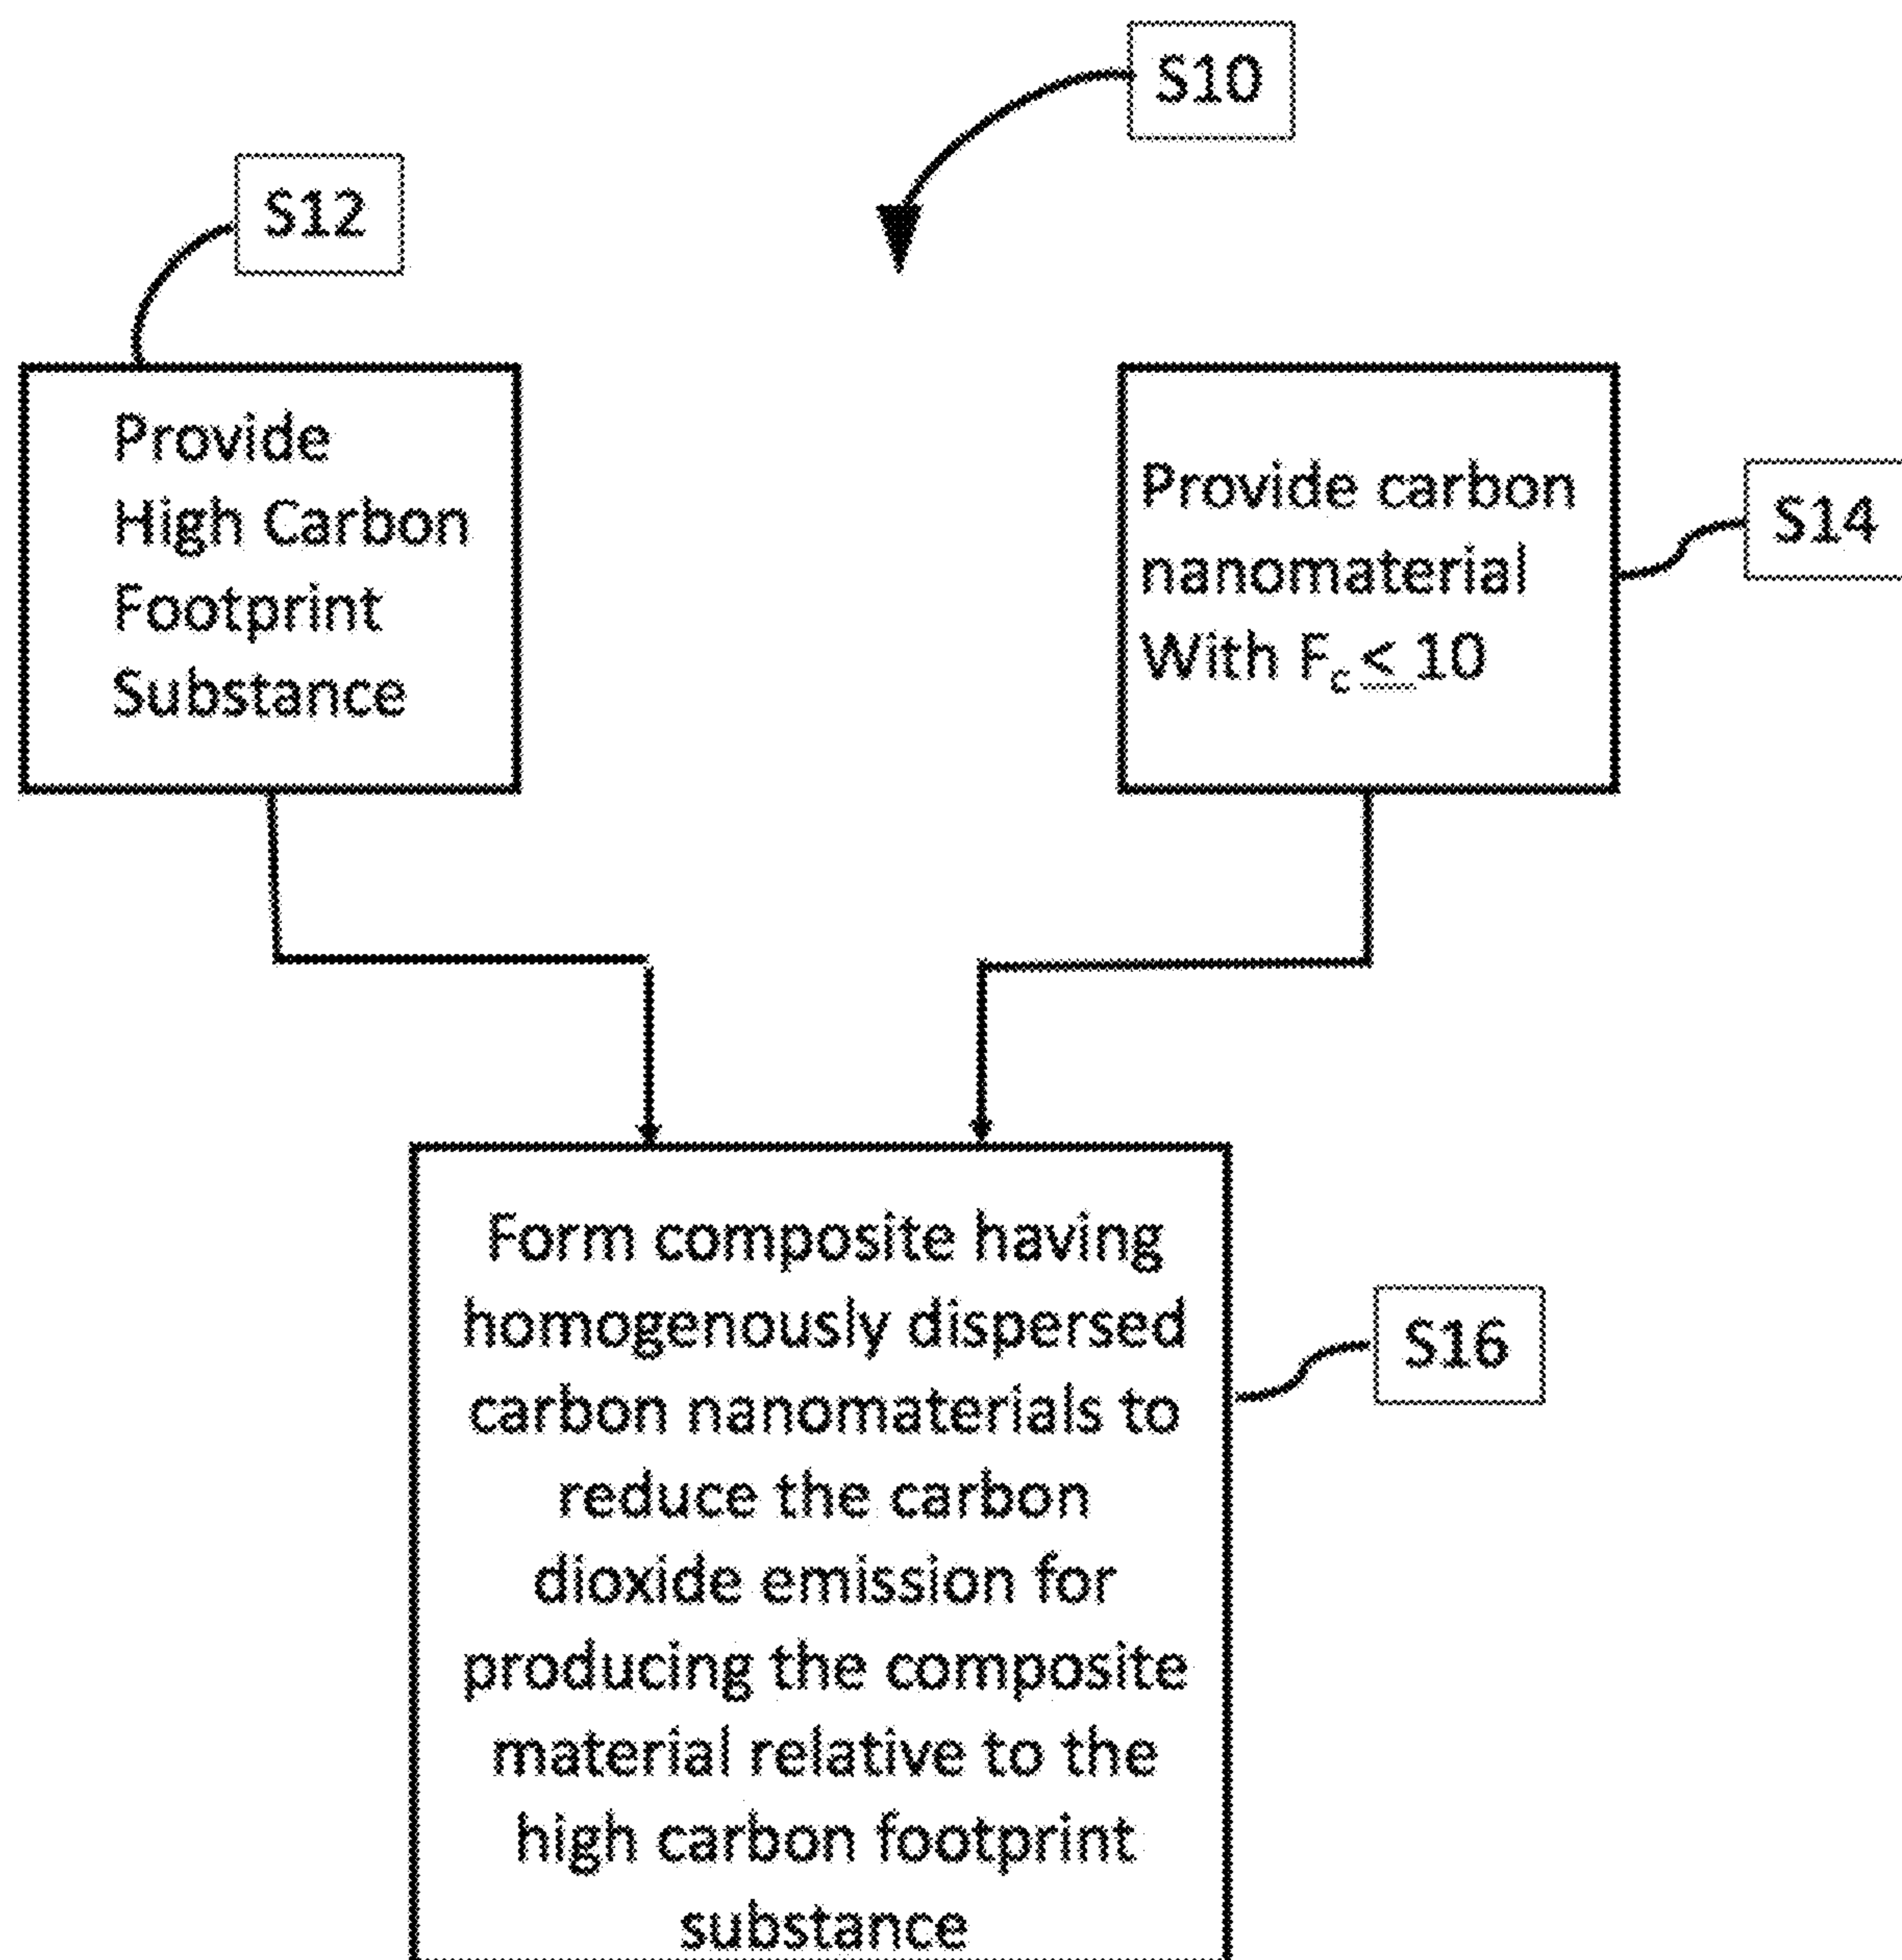 S10
S12
Provide
High Carbon
Footprint
Substance
Provide carbon
nanomaterial
With Fc ≤ 10
S14
Form composite having
homogenously dispersed
carbon nanomaterials to
reduce the carbon
dioxide emission for
producing the composite
material relative to the
high carbon footprint
substance
S16